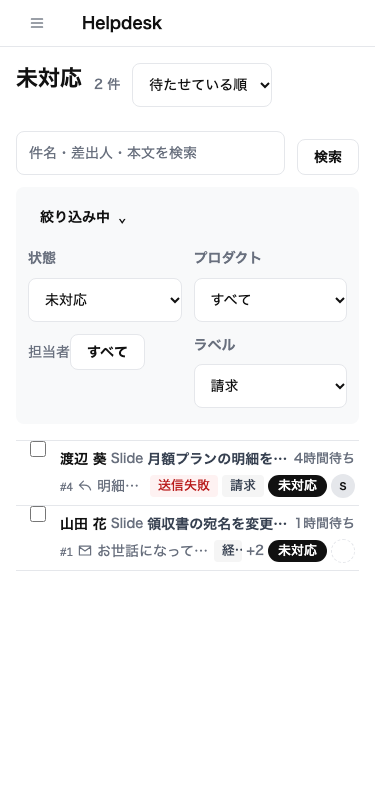 Helpdesk
未対応 2 件 待たせている順
件名・差出人・本文を検索 検索
絞り込み中
状態 プロダクト
未対応 すべて
担当者 すべて ラベル
請求
渡辺 葵 Slide 月額プランの明細を… 4時間待ち
#4 明細… 送信失敗 請求 未対応 S
山田 花 Slide 領収書の宛名を変更… 1時間待ち
#1 お世話になって… 経… +2 未対応